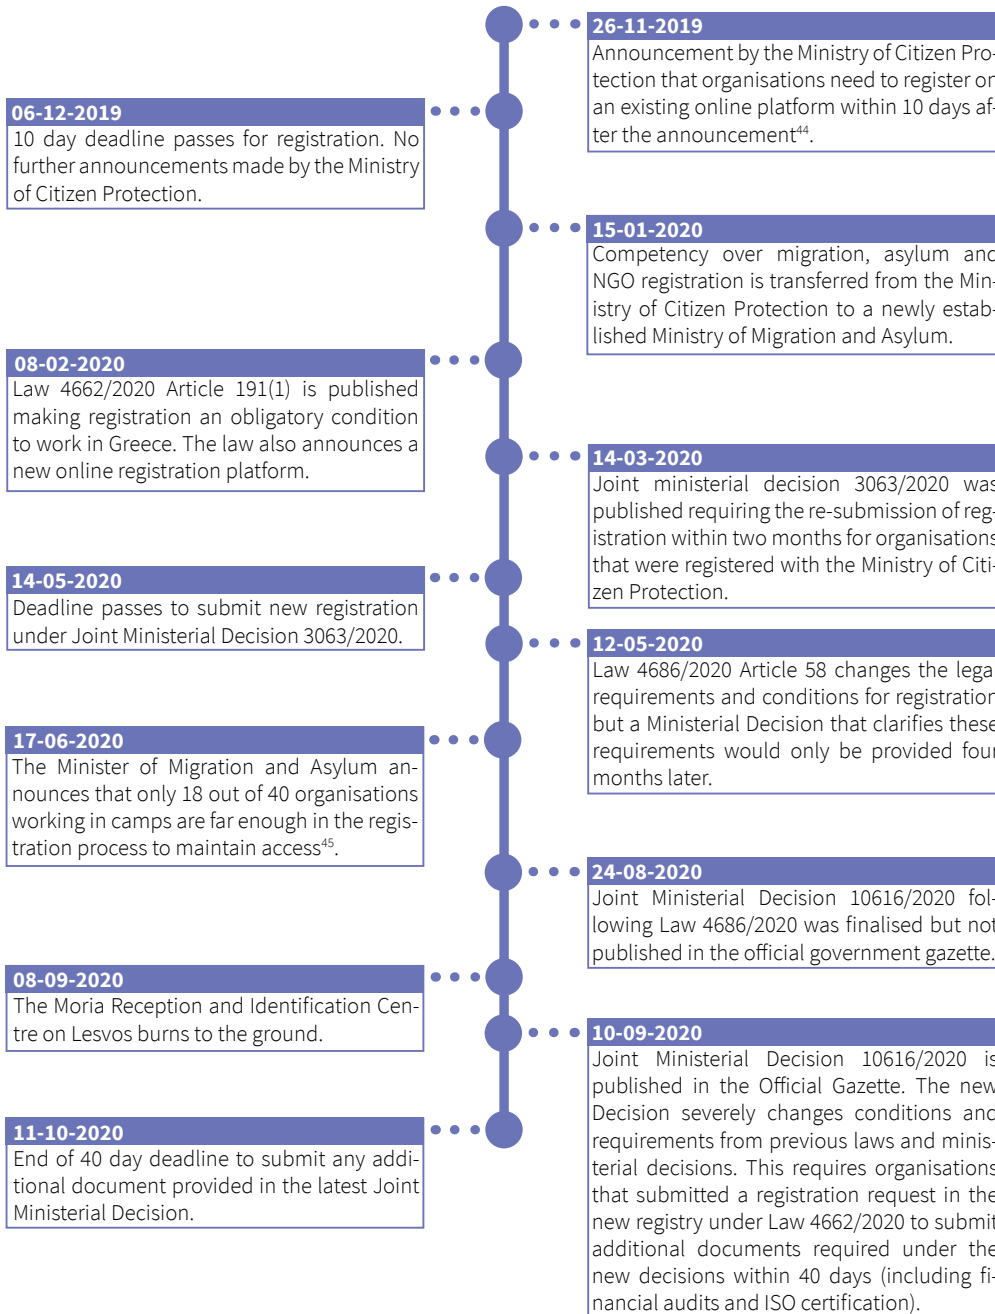 26-11-2019
Announcement by the Ministry of Citizen Pro-
tection that organisations need to register on
an existing online platform within 10 days af-
ter the announcement44.
06-12-2019
10 day deadline passes for registration. No
further announcements made by the Ministry
of Citizen Protection.
15-01-2020
Competency over migration, asylum and
NGO registration is transferred from the Min-
istry of Citizen Protection to a newly estab-
lished Ministry of Migration and Asylum.
08-02-2020
Law 4662/2020 Article 191(1) is published
making registration an obligatory condition
to work in Greece. The law also announces a
new online registration platform.
14-03-2020
Joint ministerial decision 3063/2020 was
published requiring the re-submission of reg-
istration within two months for organisations
that were registered with the Ministry of Citi-
zen Protection.
14-05-2020
Deadline passes to submit new registration
under Joint Ministerial Decision 3063/2020.
12-05-2020
Law 4686/2020 Article 58 changes the legal
requirements and conditions for registration
but a Ministerial Decision that clarifies these
requirements would only be provided four
months later.
17-06-2020
The Minister of Migration and Asylum an-
nounces that only 18 out of 40 organisations
working in camps are far enough in the regis-
tration process to maintain access45.
24-08-2020
Joint Ministerial Decision 10616/2020 fol-
lowing Law 4686/2020 was finalised but not
published in the official government gazette.
08-09-2020
The Moria Reception and Identification Cen-
tre on Lesvos burns to the ground.
10-09-2020
Joint Ministerial Decision 10616/2020 is
published in the Official Gazette. The new
Decision severely changes conditions and
requirements from previous laws and minis-
terial decisions. This requires organisations
that submitted a registration request in the
new registry under Law 4662/2020 to submit
additional documents required under the
new decisions within 40 days (including fi-
nancial audits and ISO certification).
11-10-2020
End of 40 day deadline to submit any addi-
tional document provided in the latest Joint
Ministerial Decision.